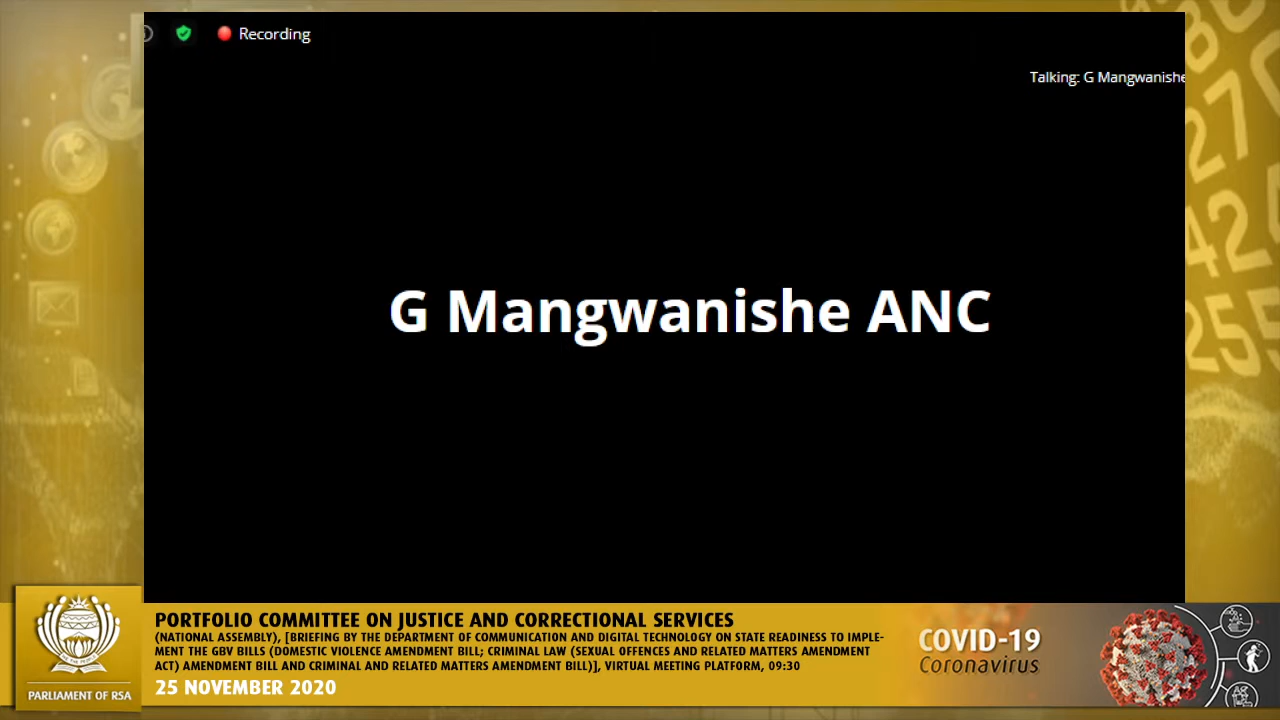 Recording
Talking: G Mangwanishe
G Mangwanishe ANC
PORTFOLIO COMMITTEE ON JUSTICE AND CORRECTIONAL SERVICES
(NATIONAL ASSEMBLY), [BRIEFING BY THE DEPARTMENT OF COMMUNICATION AND DIGITAL TECHNOLOGY ON STATE READINESS TO IMPLE-
MENT THE GBV BILLS (DOMESTIC VIOLENCE AMENDMENT BILL; CRIMINAL LAW (SEXUAL OFFENCES AND RELATED MATTERS AMENDMENT
ACT) AMENDMENT BILL AND CRIMINAL AND RELATED MATTERS AMENDMENT BILL)], VIRTUAL MEETING PLATFORM, 09:30
25 NOVEMBER 2020
PARLIAMENT OF RSA
COVID-19
Coronavirus